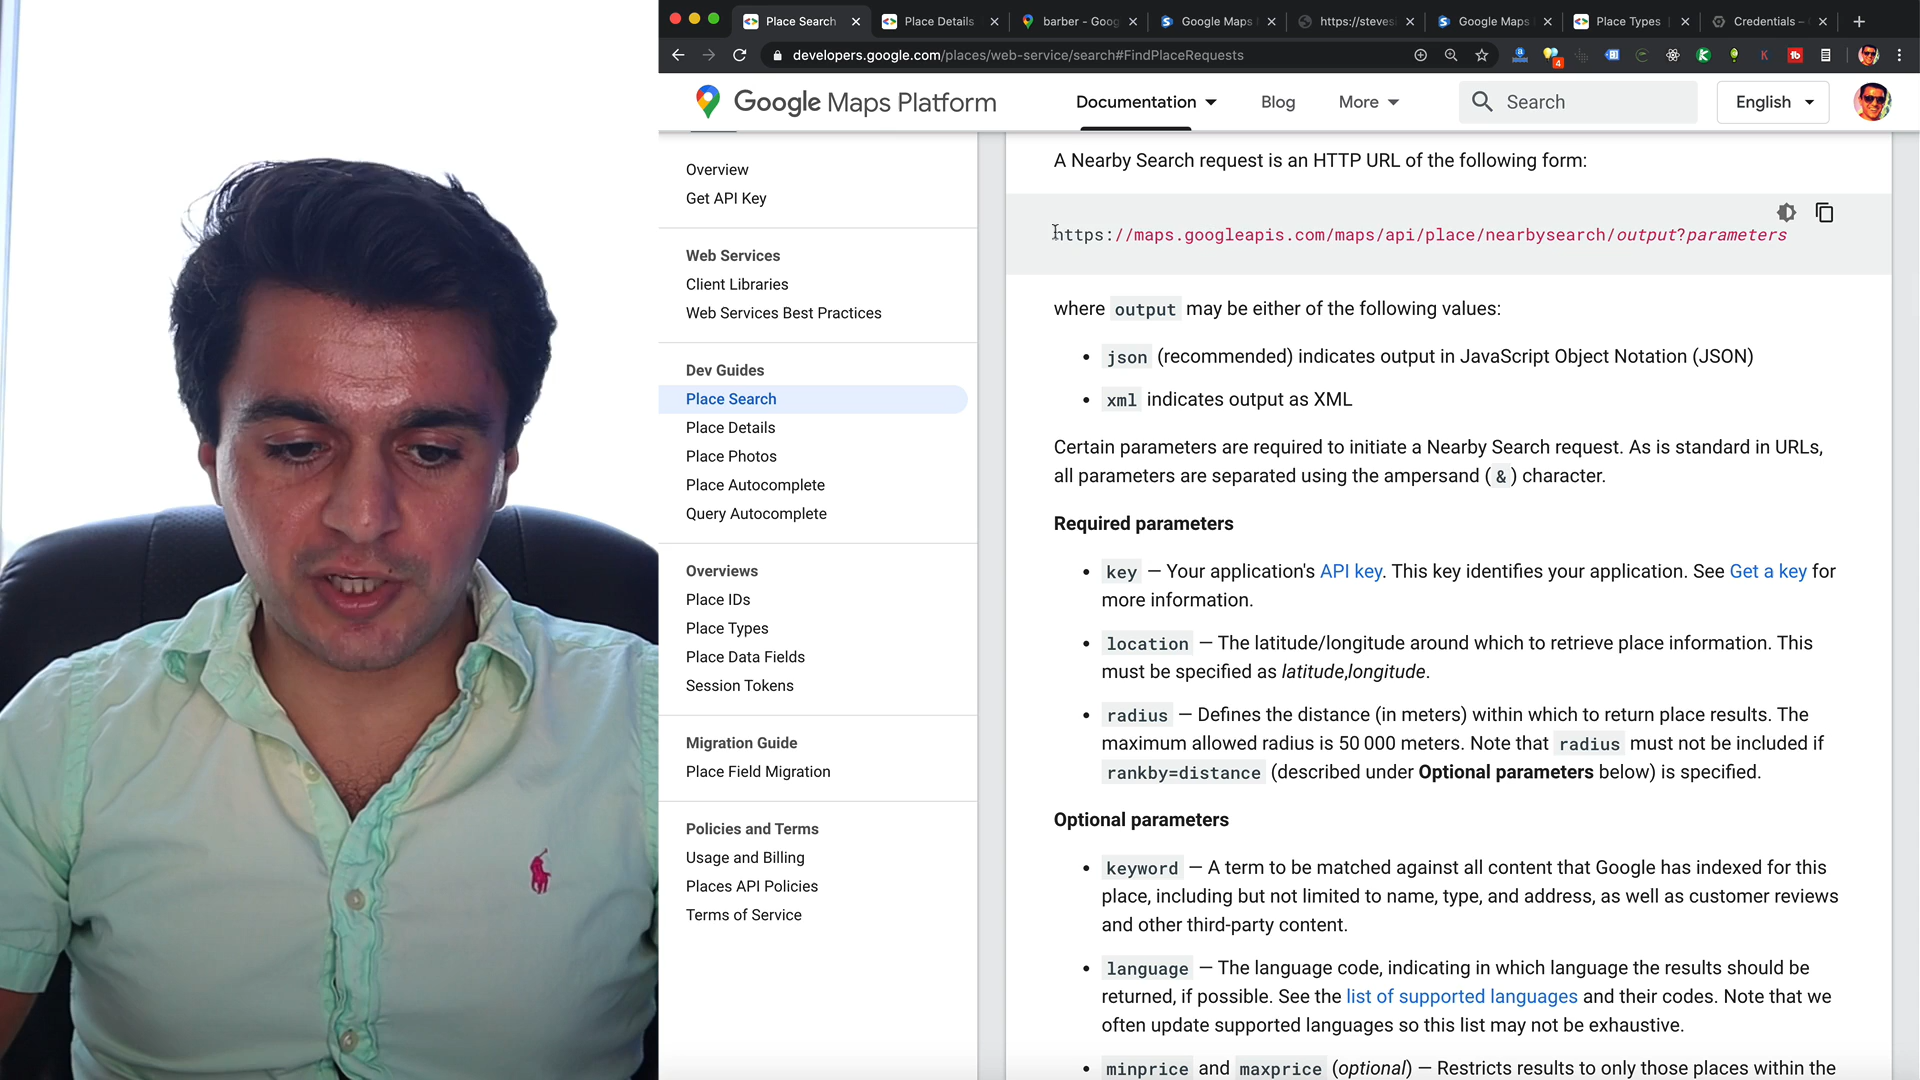 Place Search
Place Details
barber - Goog
Google Maps
https://stevesi
Google Maps
Place Types
Credentials –
developers.google.com/places/web-service/search#FindPlaceRequests
4
Google Maps Platform
Documentation
Blog
More
Search
English
Overview
Get API Key
Web Services
Client Libraries
Web Services Best Practices
Dev Guides
Place Search
Place Details
Place Photos
Place Autocomplete
Query Autocomplete
Overviews
Place IDs
Place Types
Place Data Fields
Session Tokens
Migration Guide
Place Field Migration
Policies and Terms
Usage and Billing
Places API Policies
Terms of Service
A Nearby Search request is an HTTP URL of the following form:
https://maps.googleapis.com/maps/api/place/nearbysearch/output?parameters
where output may be either of the following values:
• json (recommended) indicates output in JavaScript Object Notation (JSON)
• xml indicates output as XML
Certain parameters are required to initiate a Nearby Search request. As is standard in URLs,
all parameters are separated using the ampersand (&) character.
Required parameters
• key — Your application's API key. This key identifies your application. See Get a key for
more information.
• location — The latitude/longitude around which to retrieve place information. This
must be specified as latitude,longitude.
• radius — Defines the distance (in meters) within which to return place results. The
maximum allowed radius is 50 000 meters. Note that radius must not be included if
rankby=distance (described under Optional parameters below) is specified.
Optional parameters
• keyword — A term to be matched against all content that Google has indexed for this
place, including but not limited to name, type, and address, as well as customer reviews
and other third-party content.
• language — The language code, indicating in which language the results should be
returned, if possible. See the list of supported languages and their codes. Note that we
often update supported languages so this list may not be exhaustive.
• minprice and maxprice (optional) — Restricts results to only those places within the